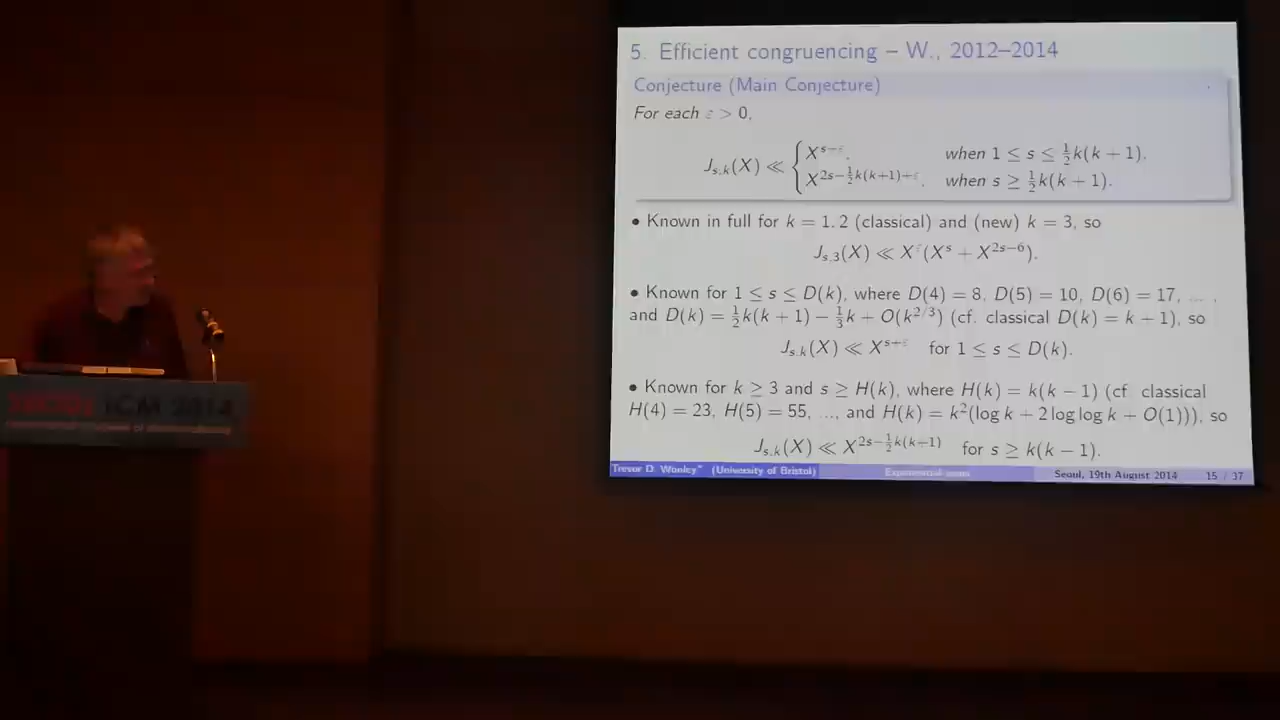 5. Efficient congruencing – W., 2012–2014
Conjecture (Main Conjecture)
For each ε > 0,
J_{s,k}(X) ≪ { X^{s+ε}, when 1 ≤ s ≤ ½k(k + 1),
X^{2s−½k(k+1)+ε}, when s ≥ ½k(k + 1).
• Known in full for k = 1, 2 (classical) and (new) k = 3, so
J_{s,3}(X) ≪ X^ε(X^s + X^{2s−6}).
• Known for 1 ≤ s ≤ D(k), where D(4) = 8, D(5) = 10, D(6) = 17, ... ,
and D(k) = ½k(k + 1) − ⅓k + O(k^{2/3}) (cf. classical D(k) = k + 1), so
J_{s,k}(X) ≪ X^{s+ε} for 1 ≤ s ≤ D(k).
• Known for k ≥ 3 and s ≥ H(k), where H(k) = k(k − 1) (cf. classical
H(4) = 23, H(5) = 55, ..., and H(k) = k²(log k + 2 log log k + O(1))), so
J_{s,k}(X) ≪ X^{2s−½k(k+1)} for s ≥ k(k − 1).
Trevor D. Wooley (University of Bristol) Exponential sums Seoul, 19th August 2014 15 / 37
ICM 2014